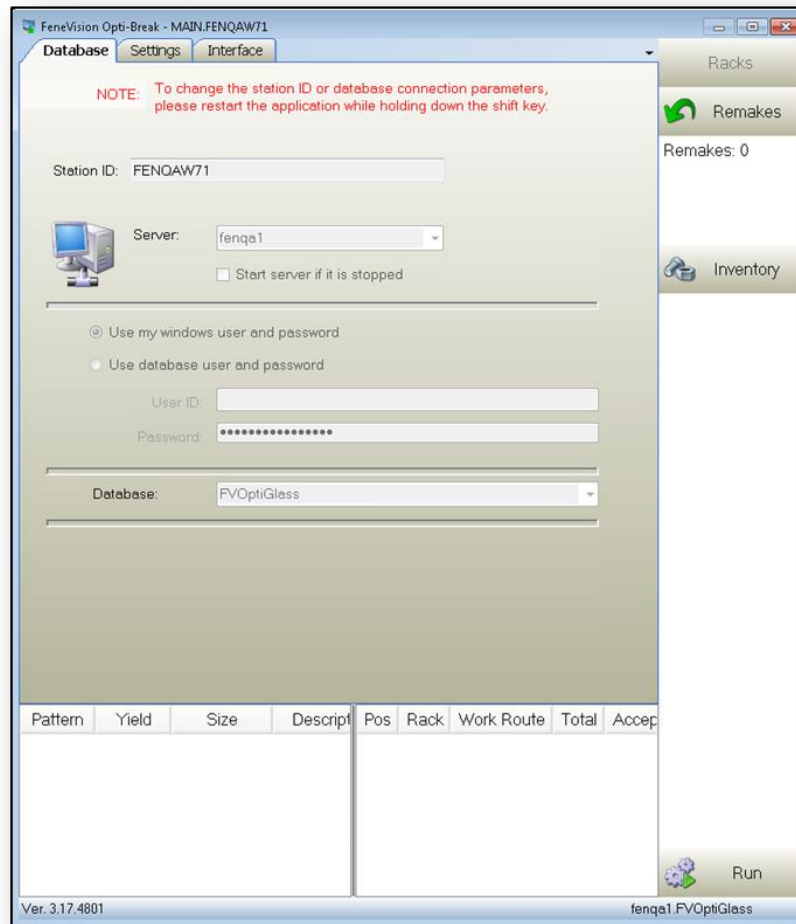 FeneVision Opti-Break - MAIN.FENQAW71
Database Settings Interface
NOTE: To change the station ID or database connection parameters,
please restart the application while holding down the shift key.
Station ID: FENQAW71
Server: fenqa1
Start server if it is stopped
Use my windows user and password
Use database user and password
User ID:
Password: ••••••••••••••••
Database: FVOptiGlass
Racks
Remakes
Remakes: 0
Inventory
Pattern Yield Size Descript
Pos Rack Work Route Total Accep
Run
Ver. 3.17.4801
fenqa1.FVOptiGlass